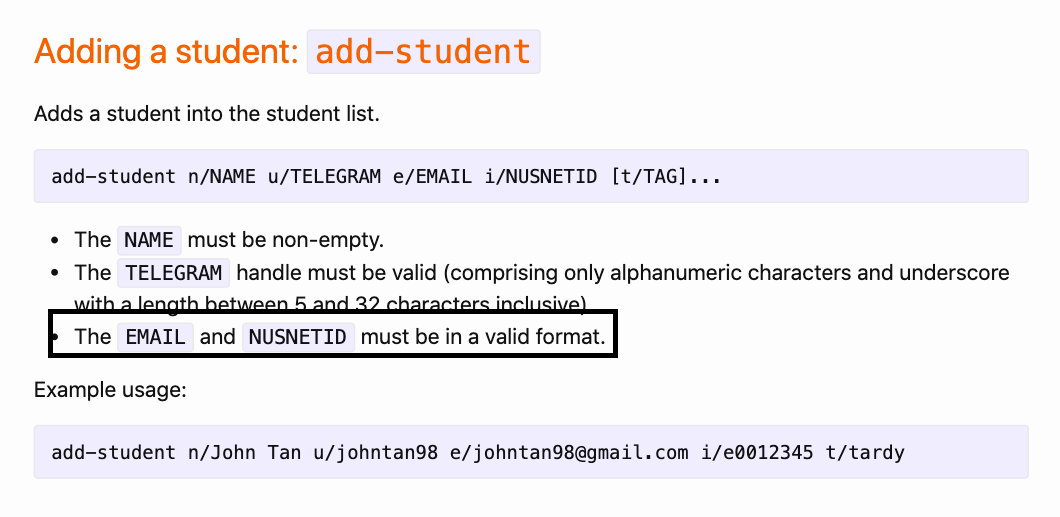 Adding a student: add-student
Adds a student into the student list.
add-student n/NAME u/TELEGRAM e/EMAIL i/NUSNETID [t/TAG]...
• The NAME must be non-empty.
• The TELEGRAM handle must be valid (comprising only alphanumeric characters and underscore
with a length between 5 and 32 characters inclusive)
• The EMAIL and NUSNETID must be in a valid format.
Example usage:
add-student n/John Tan u/johntan98 e/johntan98@gmail.com i/e0012345 t/tardy